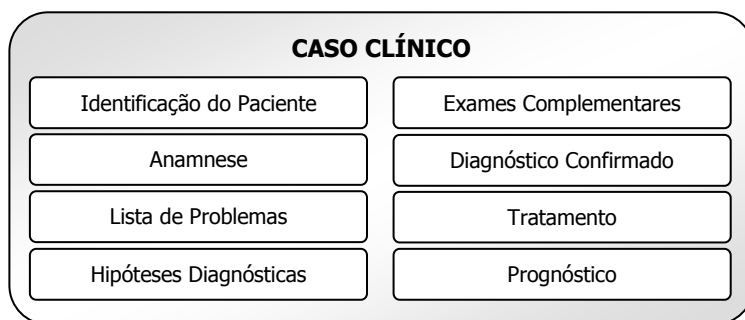 CASO CLÍNICO
Identificação do Paciente
Anamnese
Lista de Problemas
Hipóteses Diagnósticas
Exames Complementares
Diagnóstico Confirmado
Tratamento
Prognóstico